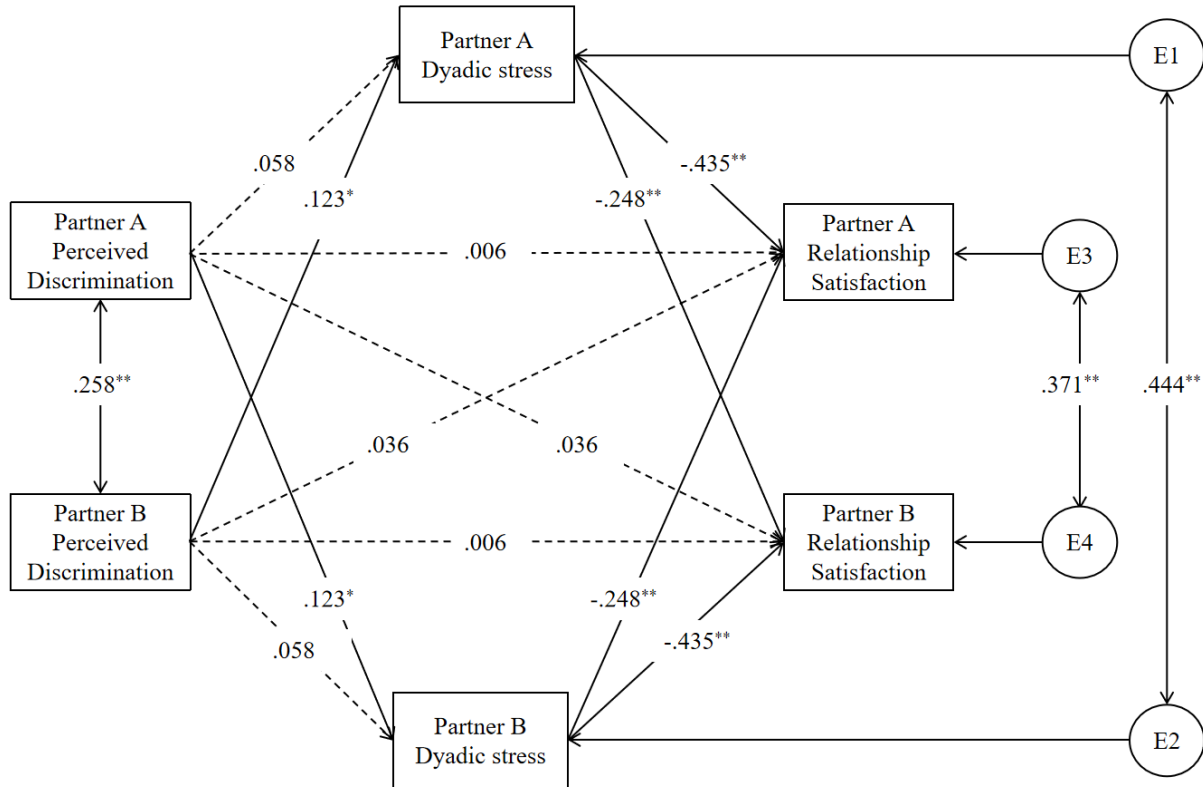 Partner A
Dyadic stress
E1
.058
-.435**
.123*
-.248**
Partner A
Perceived
Discrimination
.006
Partner A
Relationship
Satisfaction
E3
.258**
.371**
.444**
.036
.036
Partner B
Perceived
Discrimination
.006
Partner B
Relationship
Satisfaction
E4
.123*
-.248**
.058
-.435**
Partner B
Dyadic stress
E2